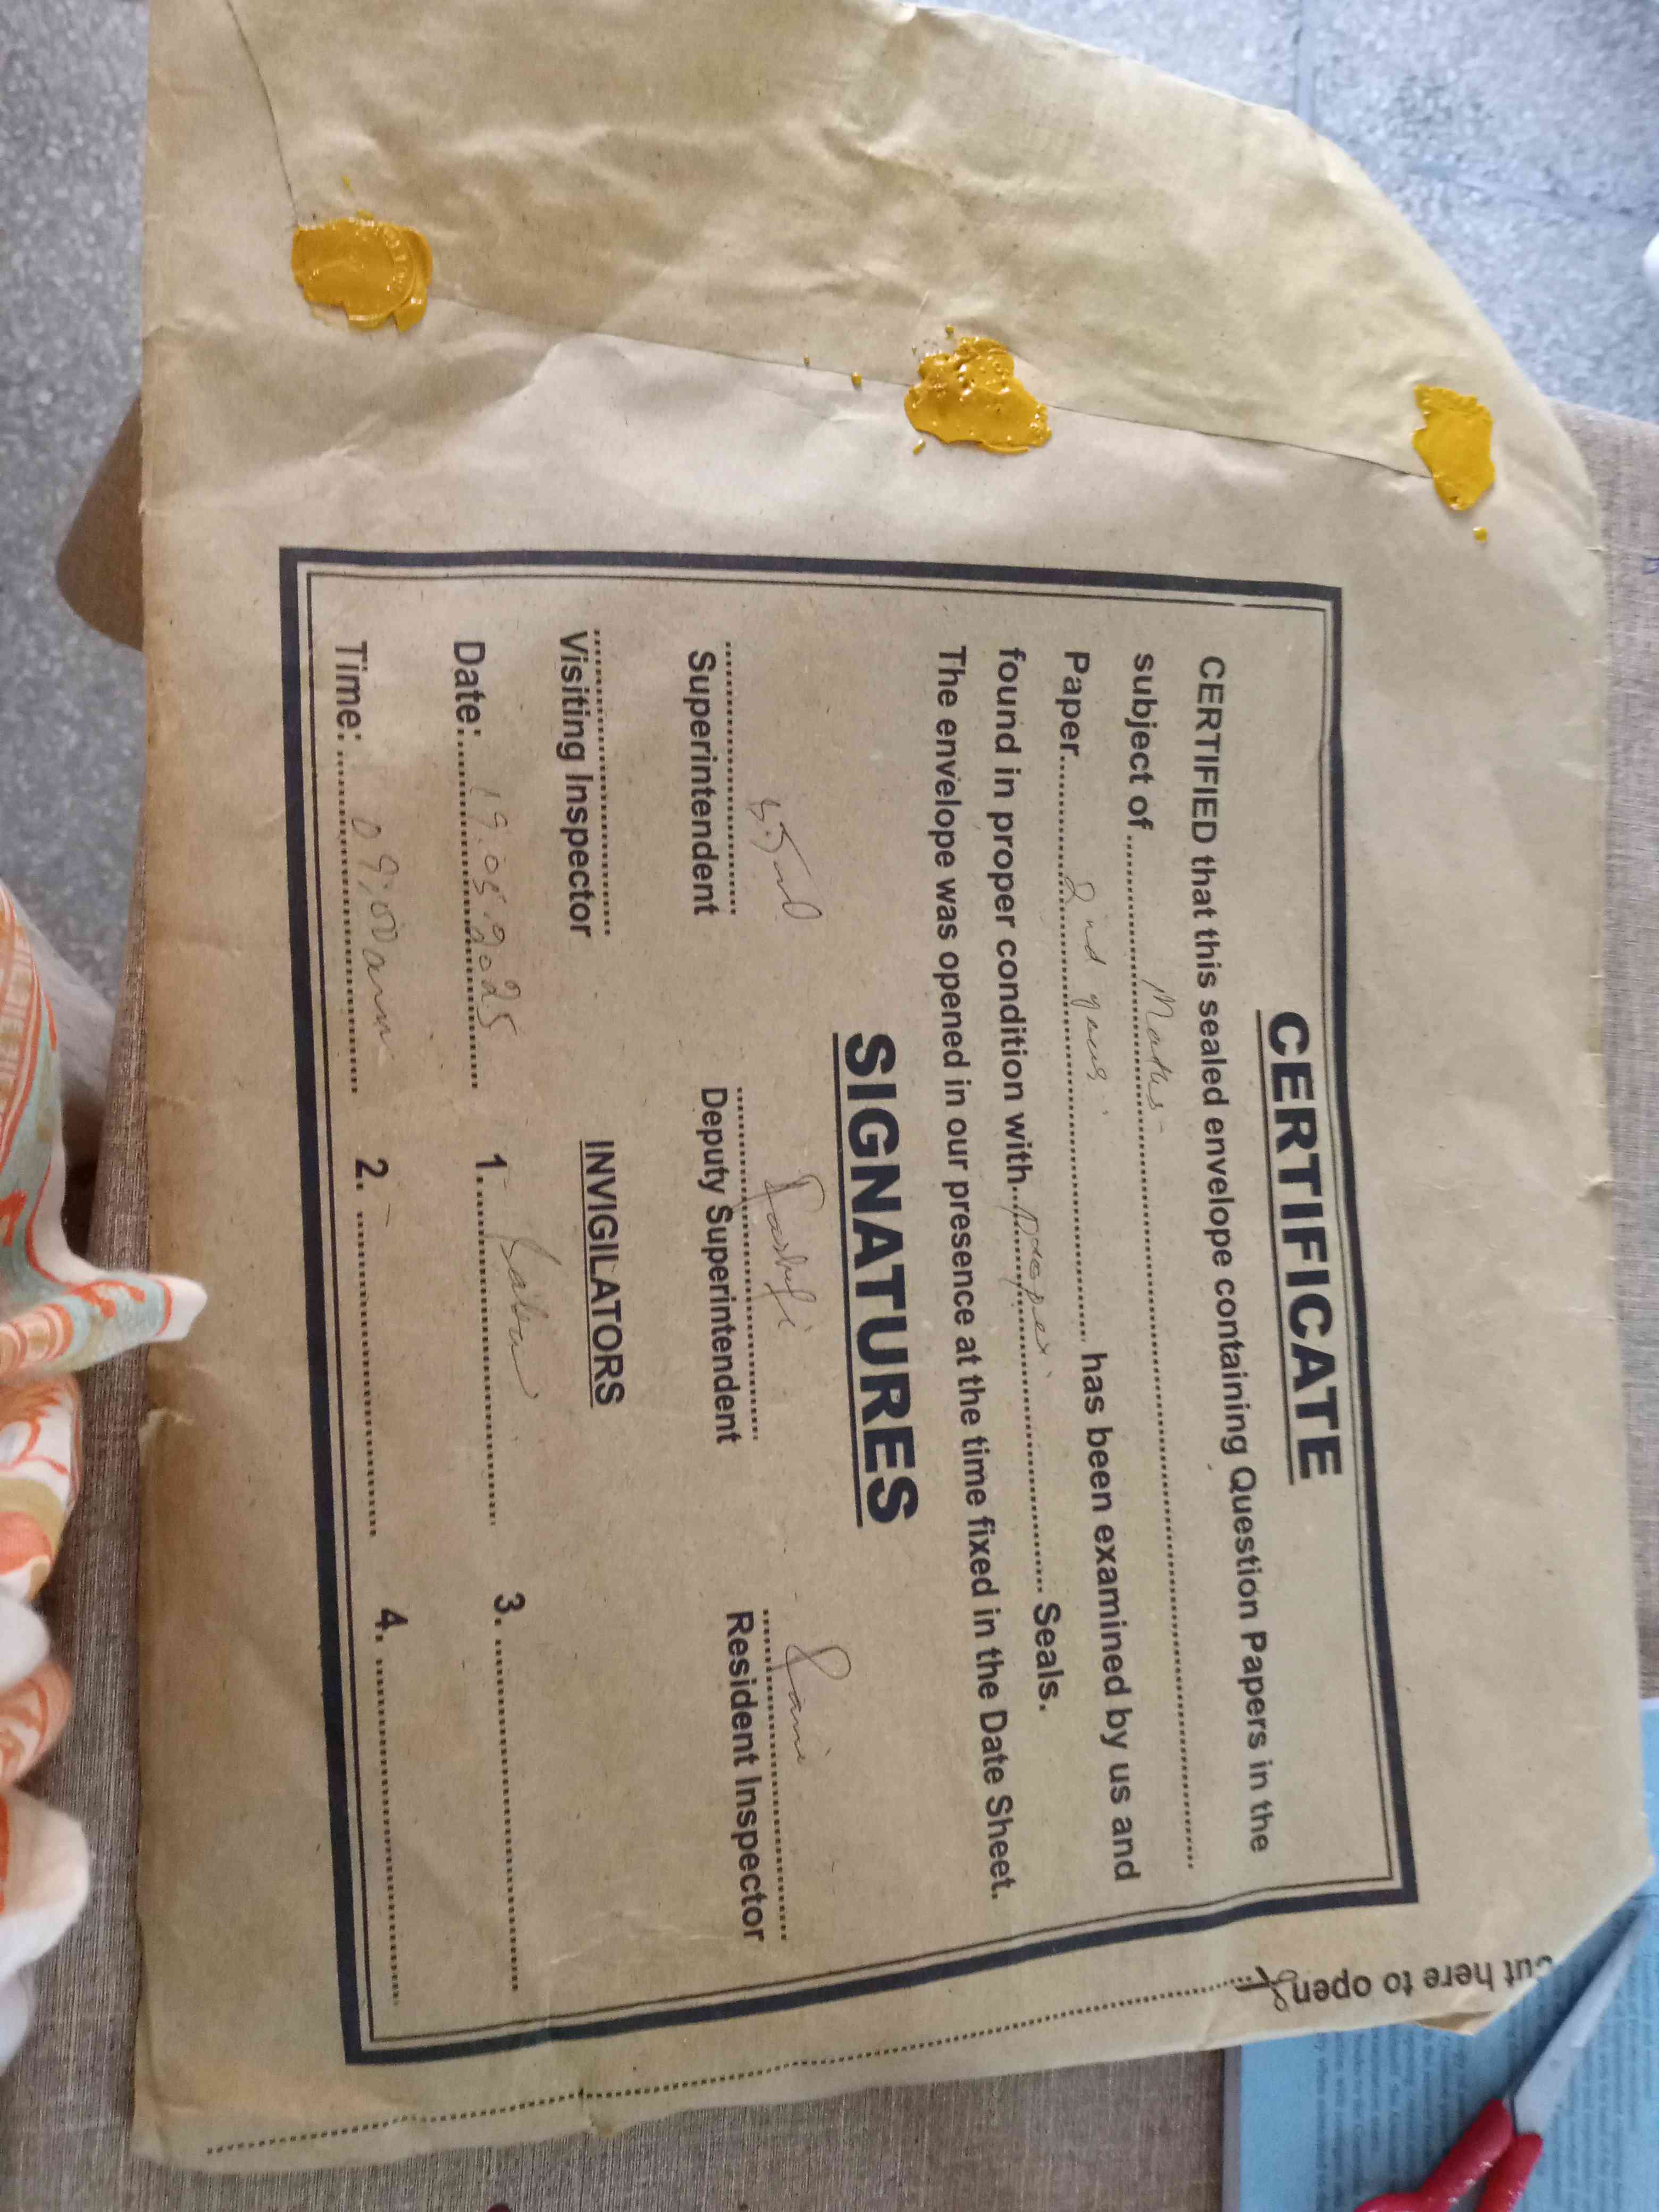 CERTIFICATE
CERTIFIED that this sealed envelope containing Question Papers in the
subject of.......Maths.......
Paper.......2nd year....... has been examined by us and
found in proper condition with...proper....... Seals.
The envelope was opened in our presence at the time fixed in the Date Sheet.
SIGNATURES
Rani
Superintendent Deputy Superintendent Resident Inspector
Visiting Inspector INVIGILATORS
Date:.......19.05.2025....... 1........ 3. .......
Time: .......09:00 am....... 2. ....... 4. .......
cut here to open